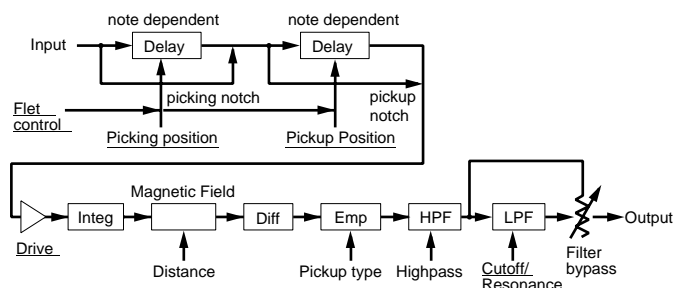 note dependent
note dependent
Input
Delay
Delay
picking notch
pickup
notch
Flet
control
Picking position
Pickup Position
Magnetic Field
Integ
Diff
Emp
HPF
LPF
Output
Drive
Distance
Pickup type
Highpass
Cutoff/
Resonance
Filter
bypass